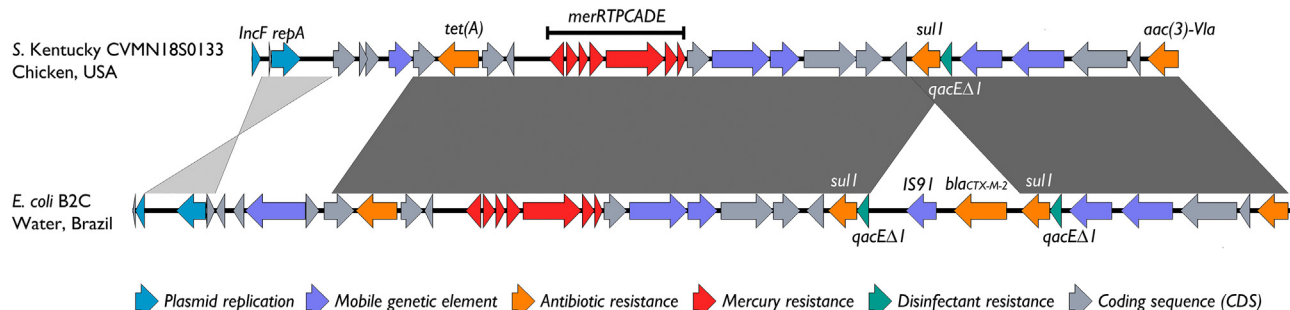 merRTPCADE
IncF repA
tet(A)
sul1
aac(3)-VIa
S. Kentucky CVMN18S0133
Chicken, USA
qacEΔ1
sul1
IS91
blaCTX-M-2
sul1
E. coli B2C
Water, Brazil
qacEΔ1
qacEΔ1
Plasmid replication
Mobile genetic element
Antibiotic resistance
Mercury resistance
Disinfectant resistance
Coding sequence (CDS)